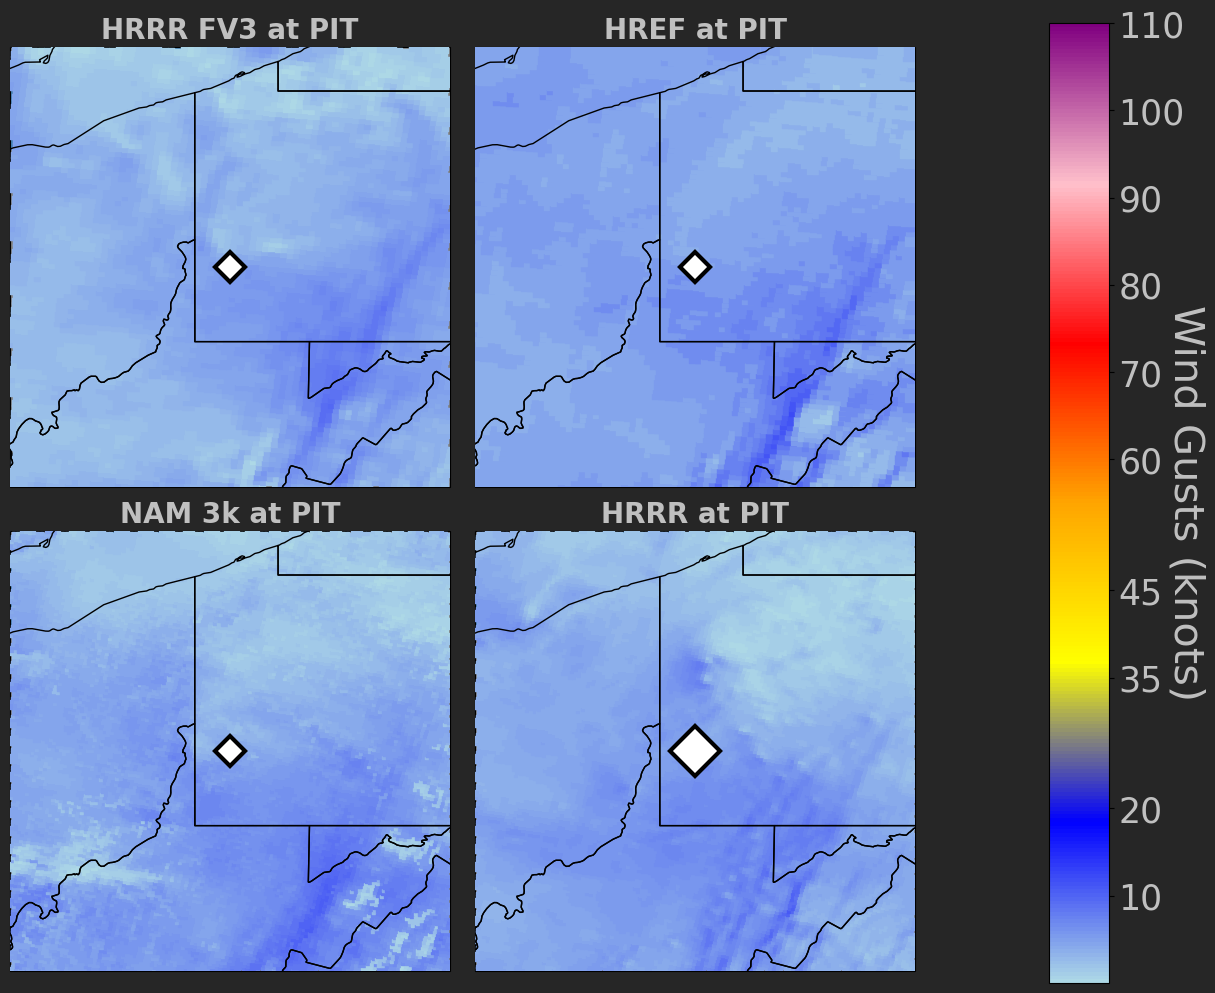 HRRR FV3 at PIT
HREF at PIT
NAM 3k at PIT
HRRR at PIT
110
100
90
80
70
60
45
35
20
10
Wind Gusts (knots)